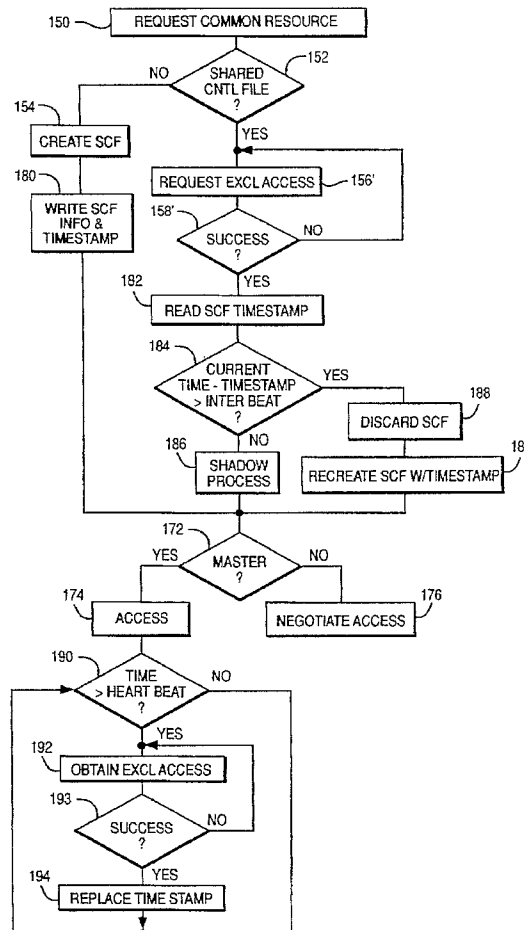 150
REQUEST COMMON RESOURCE
152
NO
SHARED
CNTL FILE
?
154
YES
CREATE SCF
180
REQUEST EXCL ACCESS
156'
WRITE SCF
INFO &
TIMESTAMP
158'
SUCCESS
?
NO
YES
182
READ SCF TIMESTAMP
184
CURRENT
TIME - TIMESTAMP
> INTER BEAT
?
YES
188
DISCARD SCF
NO
186
SHADOW
PROCESS
18
RECREATE SCF W/TIMESTAMP
172
YES
MASTER
?
NO
174
176
ACCESS
NEGOTIATE ACCESS
190
TIME
> HEART BEAT
?
NO
YES
192
OBTAIN EXCL ACCESS
193
SUCCESS
?
NO
YES
194
REPLACE TIME STAMP